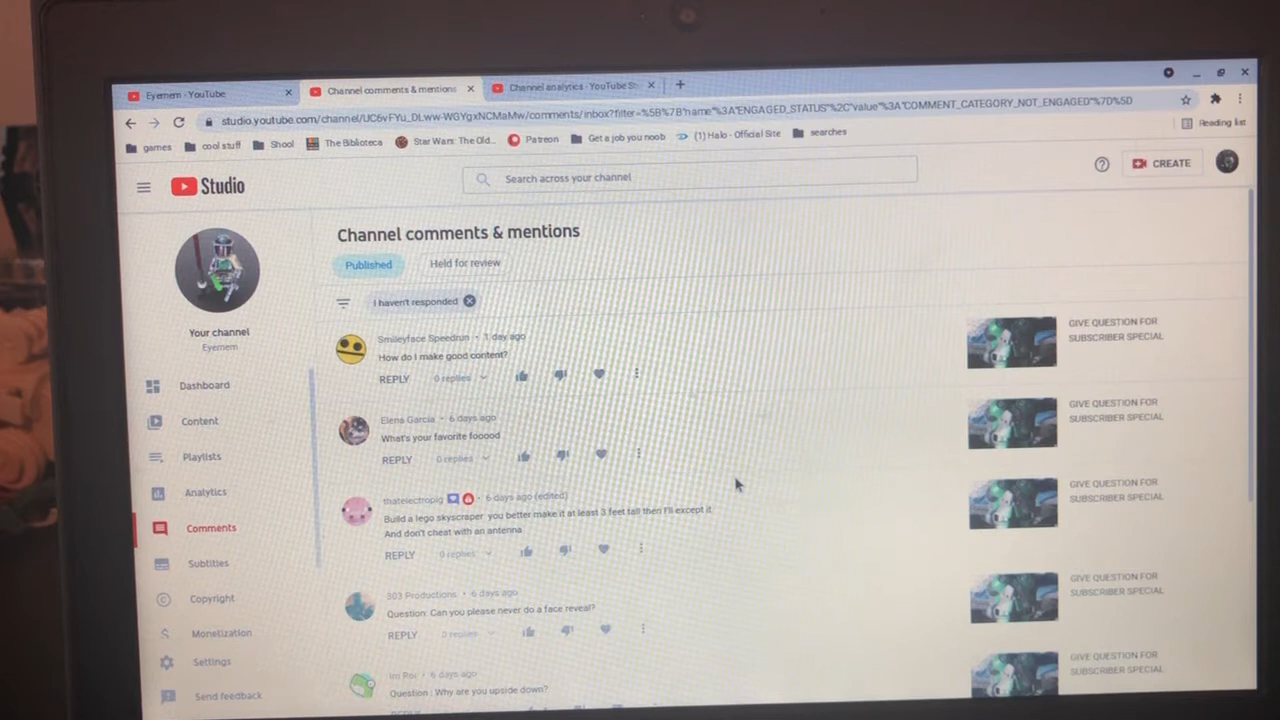 Eyemem - YouTube
Channel comments & mentions
Channel analytics - YouTube St
studio.youtube.com/channel/UC6vFYu_DLww-WGYgxNCMaMw/comments/inbox?filter=%5B%7B"name"%3A"ENGAGED_STATUS"%2C"value"%3A"COMMENT_CATEGORY_NOT_ENGAGED"%7D%5D
games
cool stuff
Shool
The Biblioteca
Star Wars: The Old...
Patreon
Get a job you noob
(1) Halo - Official Site
searches
Reading list
Studio
Search across your channel
CREATE
Channel comments & mentions
Published
Held for review
I haven't responded
Your channel
Eyemem
Dashboard
Content
Playlists
Analytics
Comments
Subtitles
Copyright
Monetization
Settings
Send feedback
Smileyface Speedrun • 1 day ago
How do I make good content?
REPLY
0 replies
GIVE QUESTION FOR
SUBSCRIBER SPECIAL
Elena Garcia • 6 days ago
What's your favorite fooood
REPLY
0 replies
GIVE QUESTION FOR
SUBSCRIBER SPECIAL
thatelectropig • 6 days ago (edited)
Build a lego skyscraper you better make it at least 3 feet tall then I'll except it
And don't cheat with an antenna
REPLY
0 replies
GIVE QUESTION FOR
SUBSCRIBER SPECIAL
303 Productions • 6 days ago
Question: Can you please never do a face reveal?
REPLY
0 replies
GIVE QUESTION FOR
SUBSCRIBER SPECIAL
Im Roi • 6 days ago
Question : Why are you upside down?
GIVE QUESTION FOR
SUBSCRIBER SPECIAL